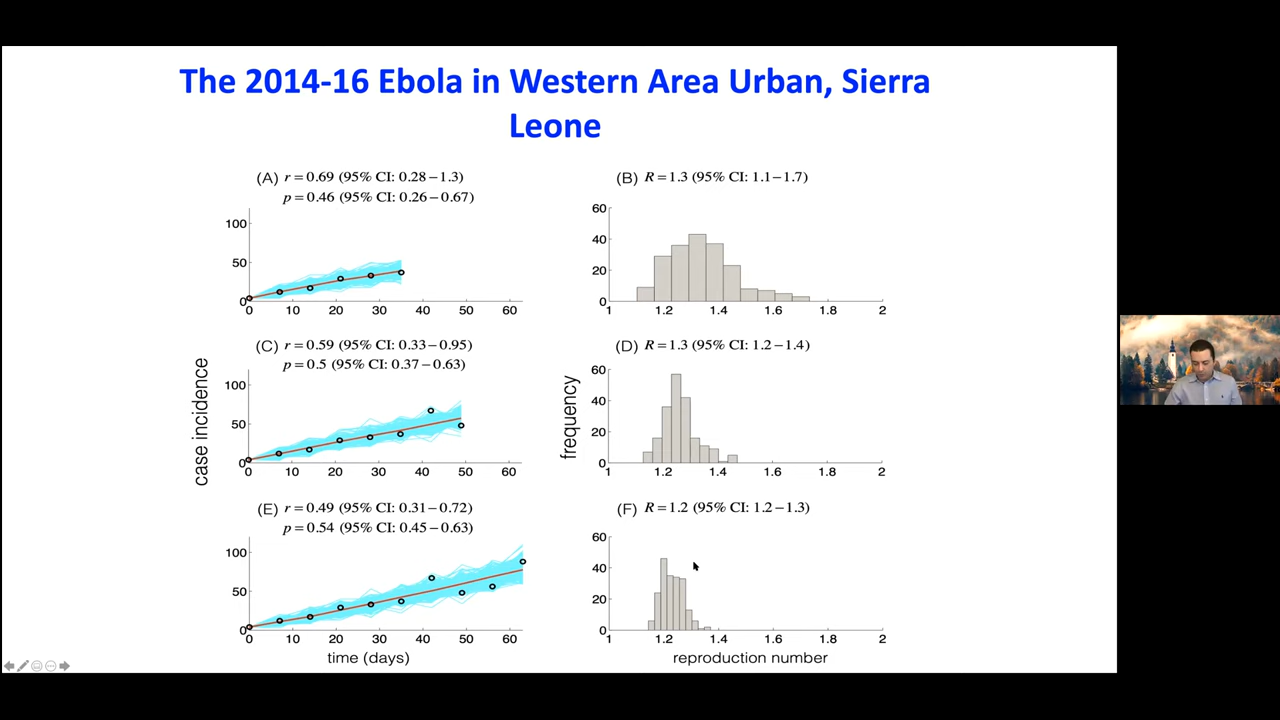 The 2014-16 Ebola in Western Area Urban, Sierra
Leone
(A) r = 0.69 (95% CI: 0.28−1.3)
p = 0.46 (95% CI: 0.26−0.67)
(B) R = 1.3 (95% CI: 1.1−1.7)
100
50
0
0 10 20 30 40 50 60
60
40
20
0
1 1.2 1.4 1.6 1.8 2
(C) r = 0.59 (95% CI: 0.33−0.95)
p = 0.5 (95% CI: 0.37−0.63)
(D) R = 1.3 (95% CI: 1.2−1.4)
case incidence
100
50
0
0 10 20 30 40 50 60
frequency
60
40
20
0
1 1.2 1.4 1.6 1.8 2
(E) r = 0.49 (95% CI: 0.31−0.72)
p = 0.54 (95% CI: 0.45−0.63)
(F) R = 1.2 (95% CI: 1.2−1.3)
100
50
0
0 10 20 30 40 50 60
time (days)
60
40
20
0
1 1.2 1.4 1.6 1.8 2
reproduction number